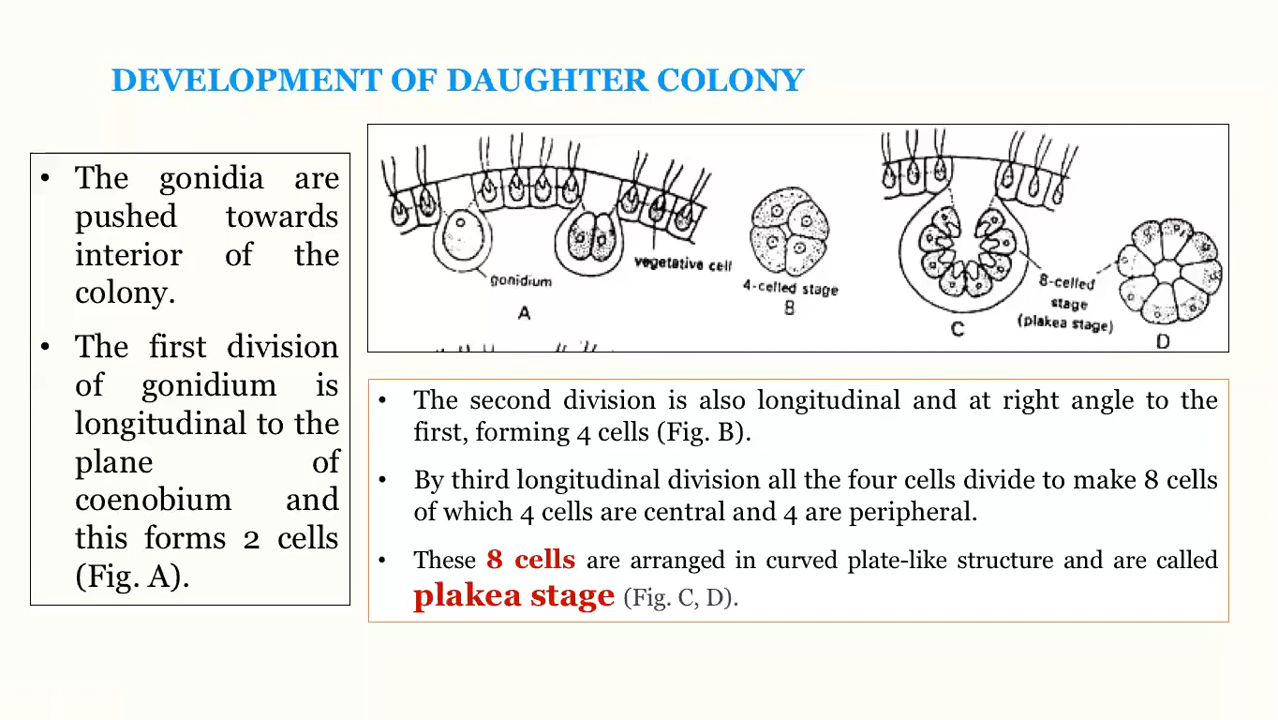 DEVELOPMENT OF DAUGHTER COLONY
• The gonidia are
pushed towards
interior of the
colony.
• The first division
of gonidium is
longitudinal to the
plane of
coenobium and
this forms 2 cells
(Fig. A).
gonidium
vegetative cell
A
4-celled stage
B
8-celled
stage
(plakea stage)
C
D
• The second division is also longitudinal and at right angle to the
first, forming 4 cells (Fig. B).
• By third longitudinal division all the four cells divide to make 8 cells
of which 4 cells are central and 4 are peripheral.
• These 8 cells are arranged in curved plate-like structure and are called
plakea stage (Fig. C, D).